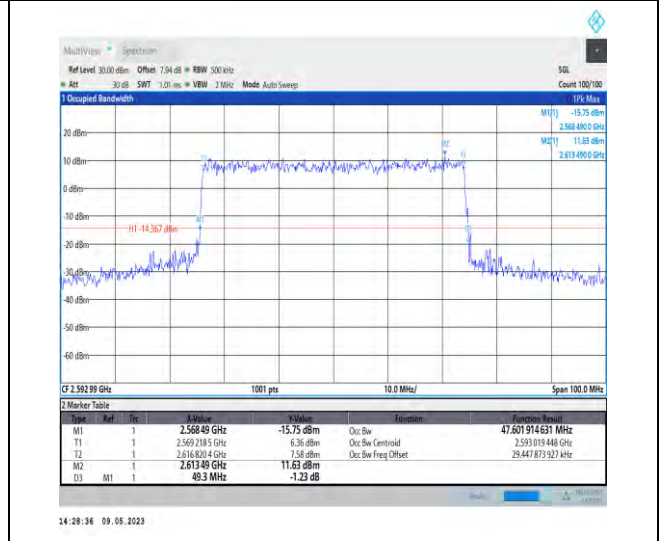 MultiView Spectrum
Ref Level 30.00 dBm Offset 7.94 dB RBW 500 kHz SGL
Att 30 dB SWT 1.01 ms VBW 2 MHz Mode Auto Sweep Count 100/100
1 Occupied Bandwidth 1Pk Max
M1[1] -15.75 dBm
2.568 490 0 GHz
M2[1] 11.63 dBm
2.613 490 0 GHz
20 dBm
M2
T1 T2
10 dBm
0 dBm
-10 dBm
M1
H1 -14.367 dBm
D3
-20 dBm
-30 dBm
-40 dBm
-50 dBm
-60 dBm
CF 2.592 99 GHz 1001 pts 10.0 MHz/ Span 100.0 MHz
2 Marker Table
Type Ref Trc X-Value Y-Value Function Function Result
M1 1 2.568 49 GHz -15.75 dBm Occ Bw 47.601 914 631 MHz
T1 1 2.569 218 5 GHz 6.36 dBm Occ Bw Centroid 2.593 019 448 GHz
T2 1 2.616 820 4 GHz 7.58 dBm Occ Bw Freq Offset 29.447 873 927 kHz
M2 1 2.613 49 GHz 11.63 dBm
D3 M1 1 49.3 MHz -1.23 dB
14:28:36 09.05.2023